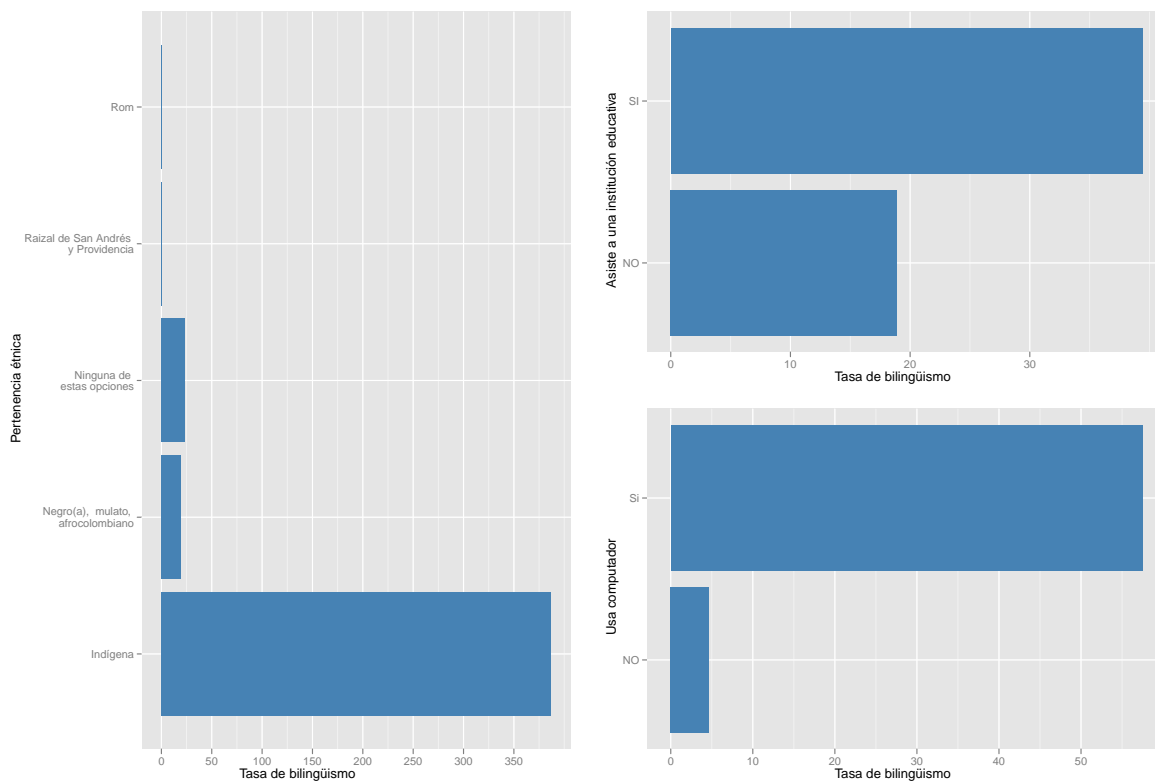 Pertenencia étnica
Rom
Raizal de San Andrés
y Providencia
Ninguna de
estas opciones
Negro(a), mulato,
afrocolombiano
Indígena
0 50 100 150 200 250 300 350
Tasa de bilingüismo
Asiste a una institución educativa
SI
NO
0 10 20 30
Tasa de bilingüismo
Usa computador
Si
NO
0 10 20 30 40 50
Tasa de bilingüismo